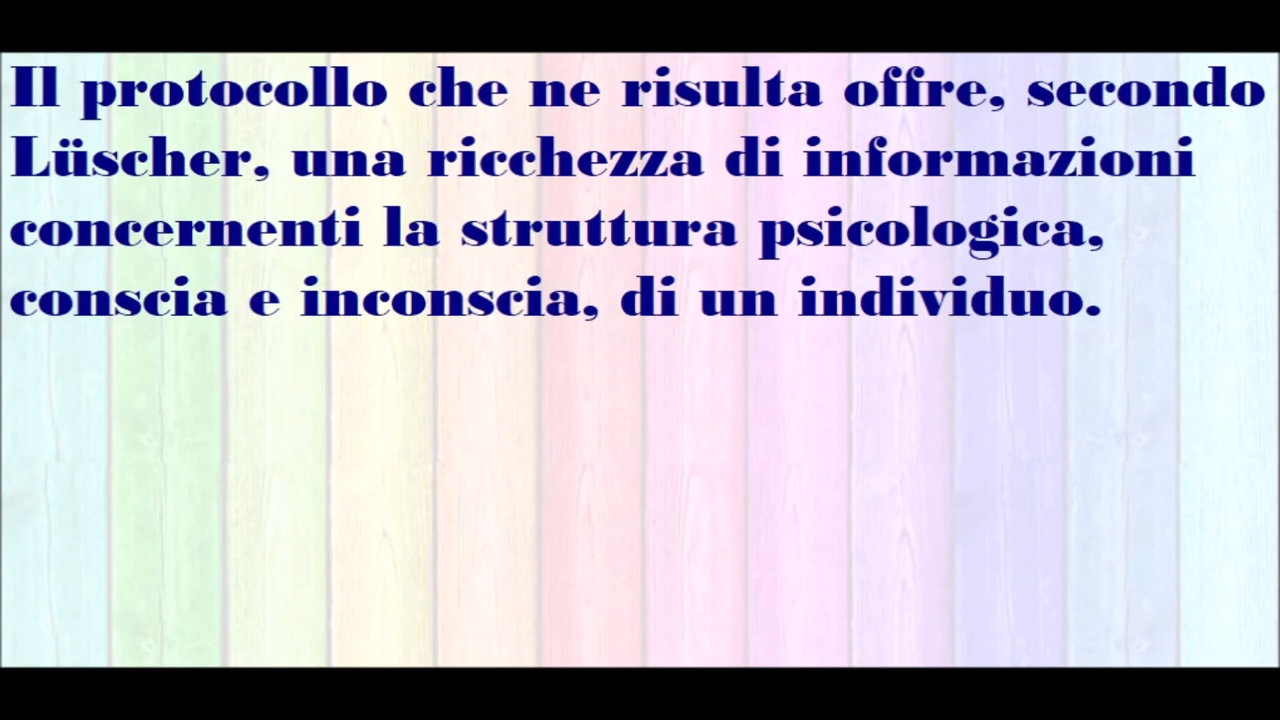 Il protocollo che ne risulta offre, secondo
Lüscher, una ricchezza di informazioni
concernenti la struttura psicologica,
conscia e inconscia, di un individuo.